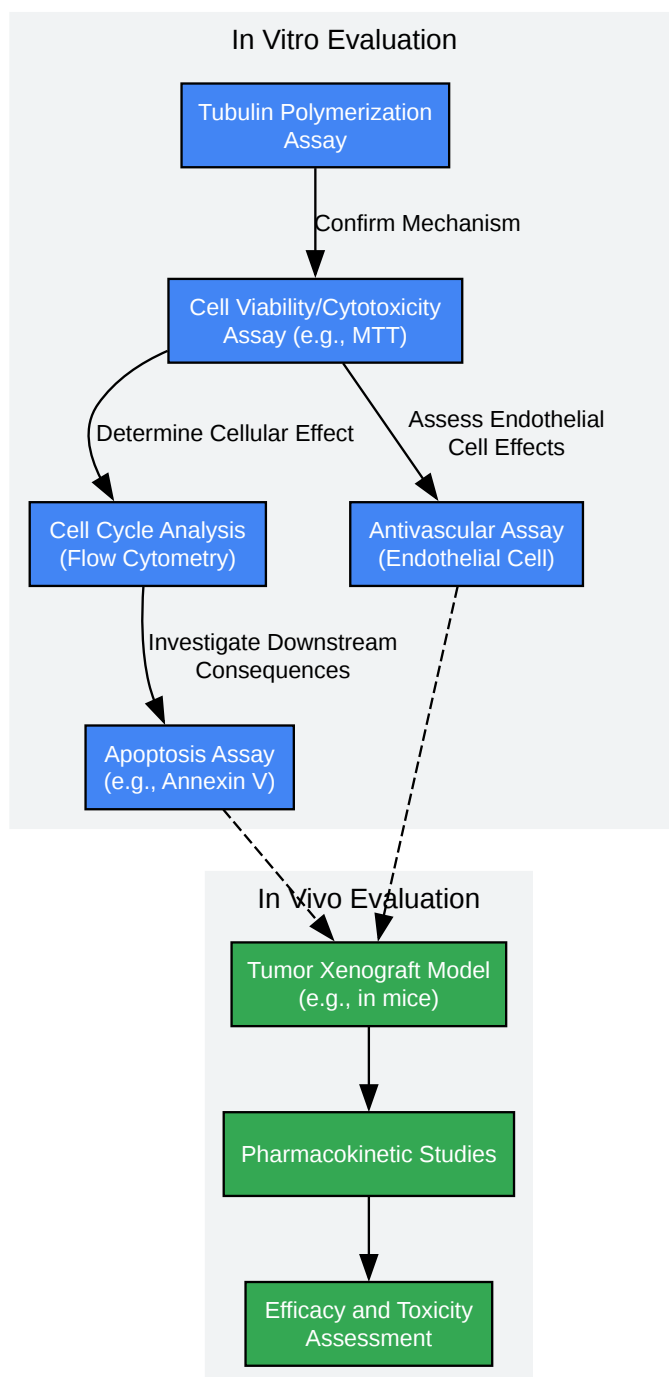 In Vitro Evaluation
Tubulin Polymerization
Assay
Confirm Mechanism
Cell Viability/Cytotoxicity
Assay (e.g., MTT)
Determine Cellular Effect
Assess Endothelial
Cell Effects
Cell Cycle Analysis
(Flow Cytometry)
Antivascular Assay
(Endothelial Cell)
Investigate Downstream
Consequences
Apoptosis Assay
(e.g., Annexin V)
In Vivo Evaluation
Tumor Xenograft Model
(e.g., in mice)
Pharmacokinetic Studies
Efficacy and Toxicity
Assessment